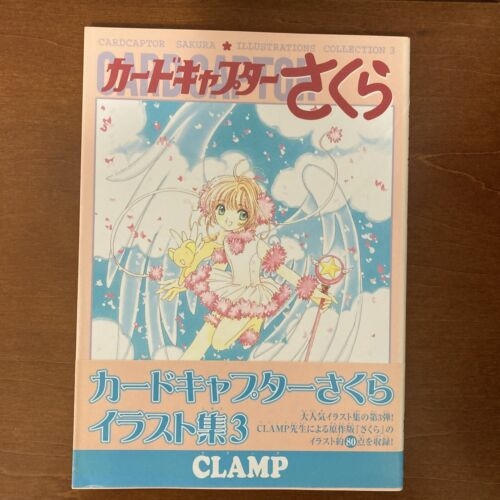 CARDCAPTOR SAKURA ★ ILLUSTRATIONS COLLECTION 3
CARD CAPTOR
カードキャプターさくら
カードキャプターさくら
イラスト集3
大人気イラスト集の第3弾!
CLAMP先生による原作版「さくら」の
イラスト約80点を収録!
CLAMP